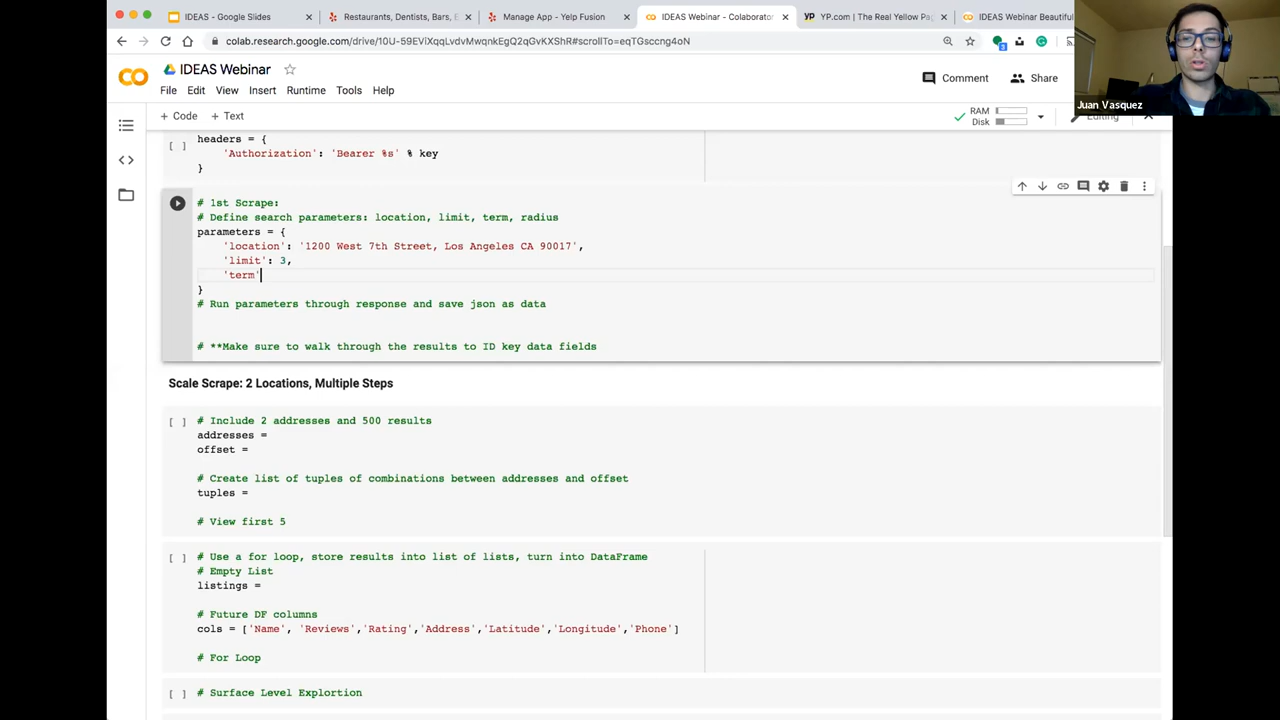 IDEAS - Google Slides
Restaurants, Dentists, Bars, E
Manage App - Yelp Fusion
IDEAS Webinar - Colaborator
YP.com | The Real Yellow Pa
IDEAS Webinar Beautiful
colab.research.google.com/drive/10U-59EViXqqLvdvMwqnkEgQ2qGvKXShR#scrollTo=eqTGsccng4oN
IDEAS Webinar
Comment
Share
File Edit View Insert Runtime Tools Help
Juan Vasquez
+ Code + Text
RAM
Disk
Editing
headers = {
'Authorization': 'Bearer %s' % key
}
# 1st Scrape:
# Define search parameters: location, limit, term, radius
parameters = {
'location': '1200 West 7th Street, Los Angeles CA 90017',
'limit': 3,
'term'
}
# Run parameters through response and save json as data
# **Make sure to walk through the results to ID key data fields
Scale Scrape: 2 Locations, Multiple Steps
[ ] # Include 2 addresses and 500 results
addresses =
offset =
# Create list of tuples of combinations between addresses and offset
tuples =
# View first 5
[ ] # Use a for loop, store results into list of lists, turn into DataFrame
# Empty List
listings =
# Future DF columns
cols = ['Name', 'Reviews','Rating','Address','Latitude','Longitude','Phone']
# For Loop
[ ] # Surface Level Explortion